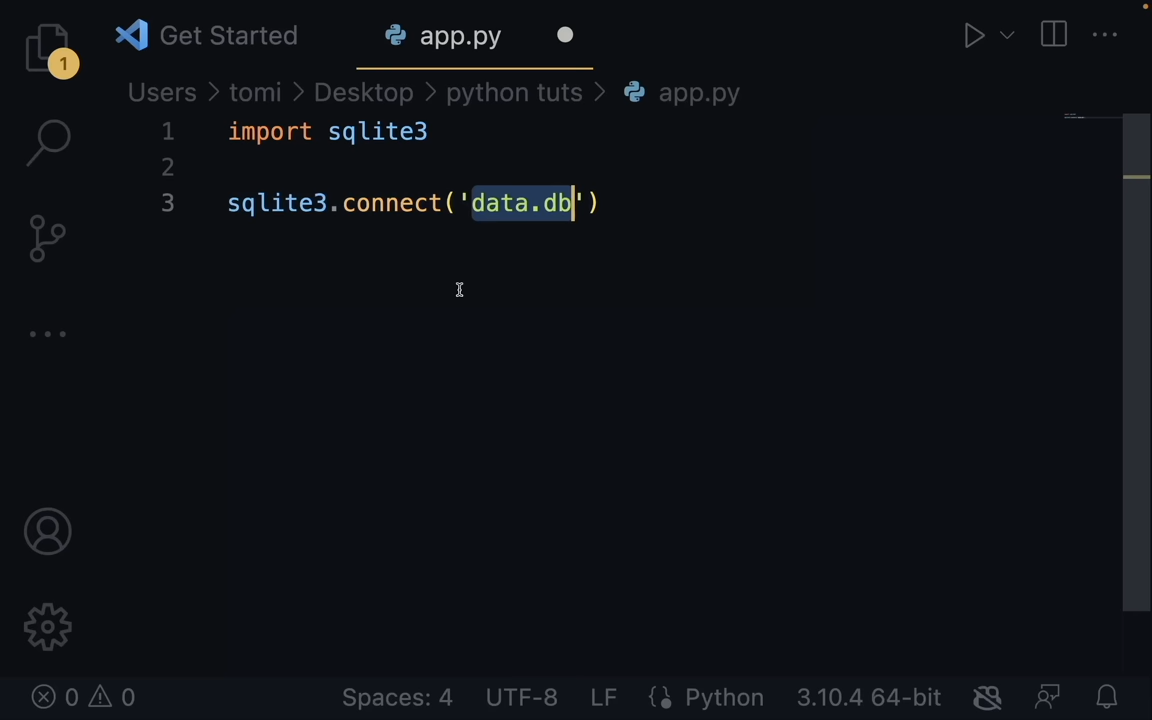 Get Started
app.py
1
Users > tomi > Desktop > python tuts > app.py
1 import sqlite3
2
3 sqlite3.connect('data.db')
0 0
Spaces: 4 UTF-8 LF Python 3.10.4 64-bit